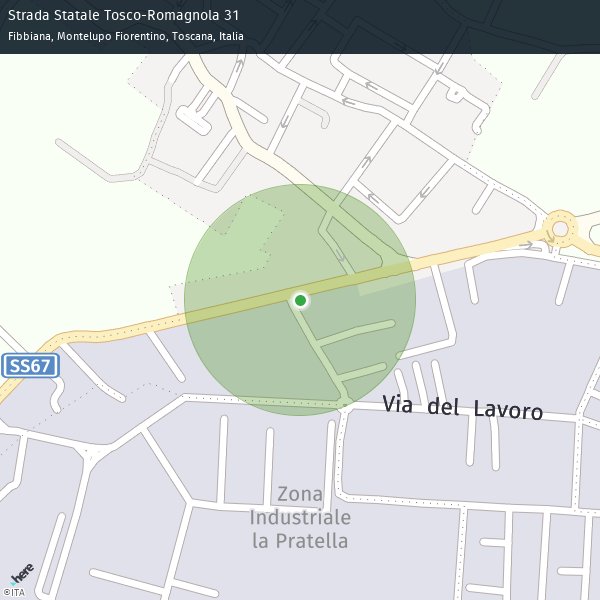 Strada Statale Tosco-Romagnola 31
Fibbiana, Montelupo Fiorentino, Toscana, Italia
SS67
Via del Lavoro
Zona
Industriale
la Pratella
here
©ITA